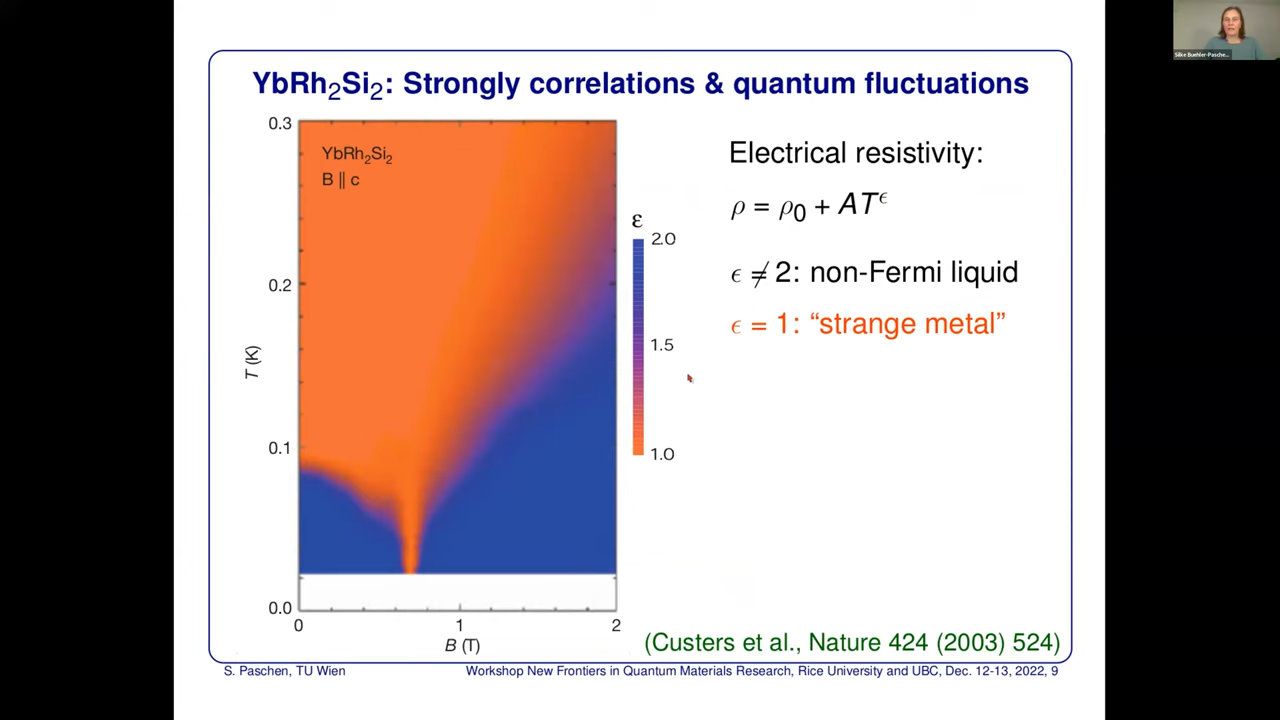 Silke Buehler-Pasche...
YbRh₂Si₂: Strongly correlations & quantum fluctuations
0.3
0.2
0.1
0.0
T (K)
YbRh₂Si₂
B || c
0 1 2
B (T)
ε
2.0
1.5
1.0
Electrical resistivity:
ρ = ρ₀ + AT^ϵ
ϵ ≠ 2: non-Fermi liquid
ϵ = 1: “strange metal”
(Custers et al., Nature 424 (2003) 524)
S. Paschen, TU Wien Workshop New Frontiers in Quantum Materials Research, Rice University and UBC, Dec. 12-13, 2022, 9